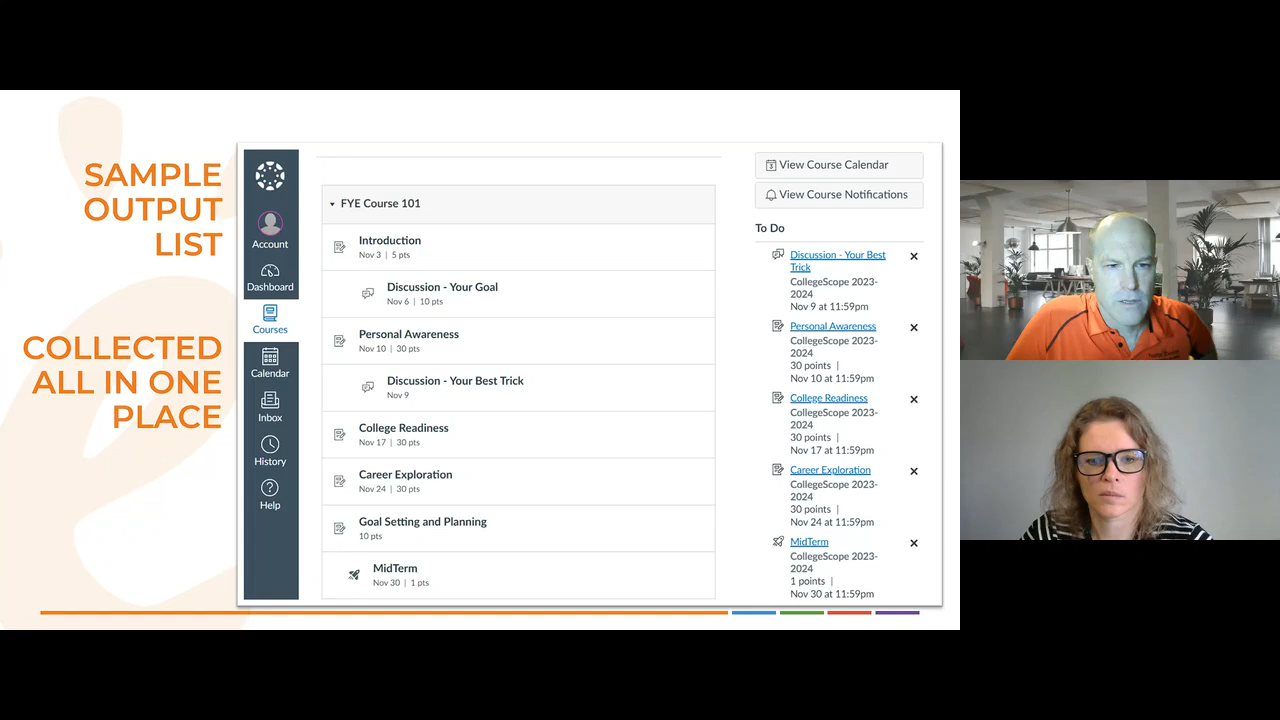 SAMPLE
OUTPUT
LIST
COLLECTED
ALL IN ONE
PLACE
Account
Dashboard
Courses
Calendar
Inbox
History
Help
FYE Course 101
Introduction
Nov 3 | 5 pts
Discussion - Your Goal
Nov 6 | 10 pts
Personal Awareness
Nov 10 | 30 pts
Discussion - Your Best Trick
Nov 9
College Readiness
Nov 17 | 30 pts
Career Exploration
Nov 24 | 30 pts
Goal Setting and Planning
10 pts
MidTerm
Nov 30 | 1 pts
View Course Calendar
View Course Notifications
To Do
Discussion - Your Best
Trick
CollegeScope 2023-
2024
Nov 9 at 11:59pm
Personal Awareness
CollegeScope 2023-
2024
30 points |
Nov 10 at 11:59pm
College Readiness
CollegeScope 2023-
2024
30 points |
Nov 17 at 11:59pm
Career Exploration
CollegeScope 2023-
2024
30 points |
Nov 24 at 11:59pm
MidTerm
CollegeScope 2023-
2024
1 points |
Nov 30 at 11:59pm